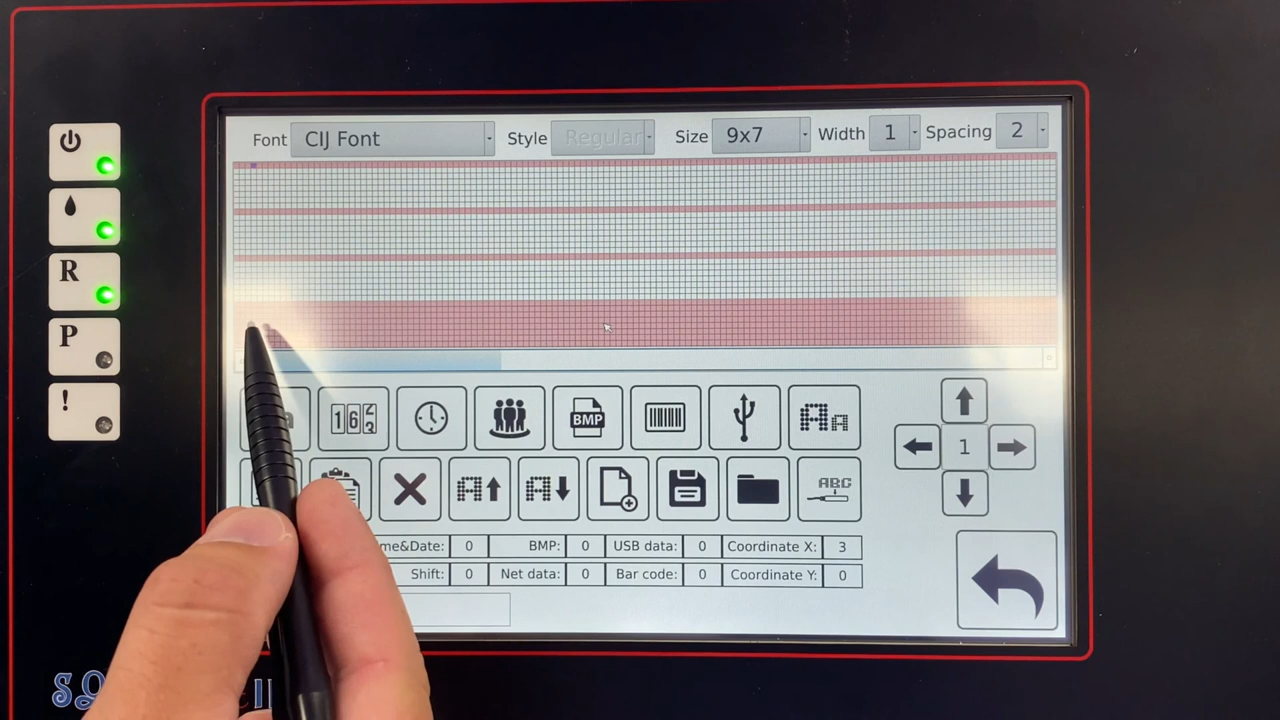 Font CIJ Font Style Regular Size 9x7 Width 1 Spacing 2
R
P
!
BMP
A A
1
A A ABC
me&Date: 0 BMP: 0 USB data: 0 Coordinate X: 3
Shift: 0 Net data: 0 Bar code: 0 Coordinate Y: 0